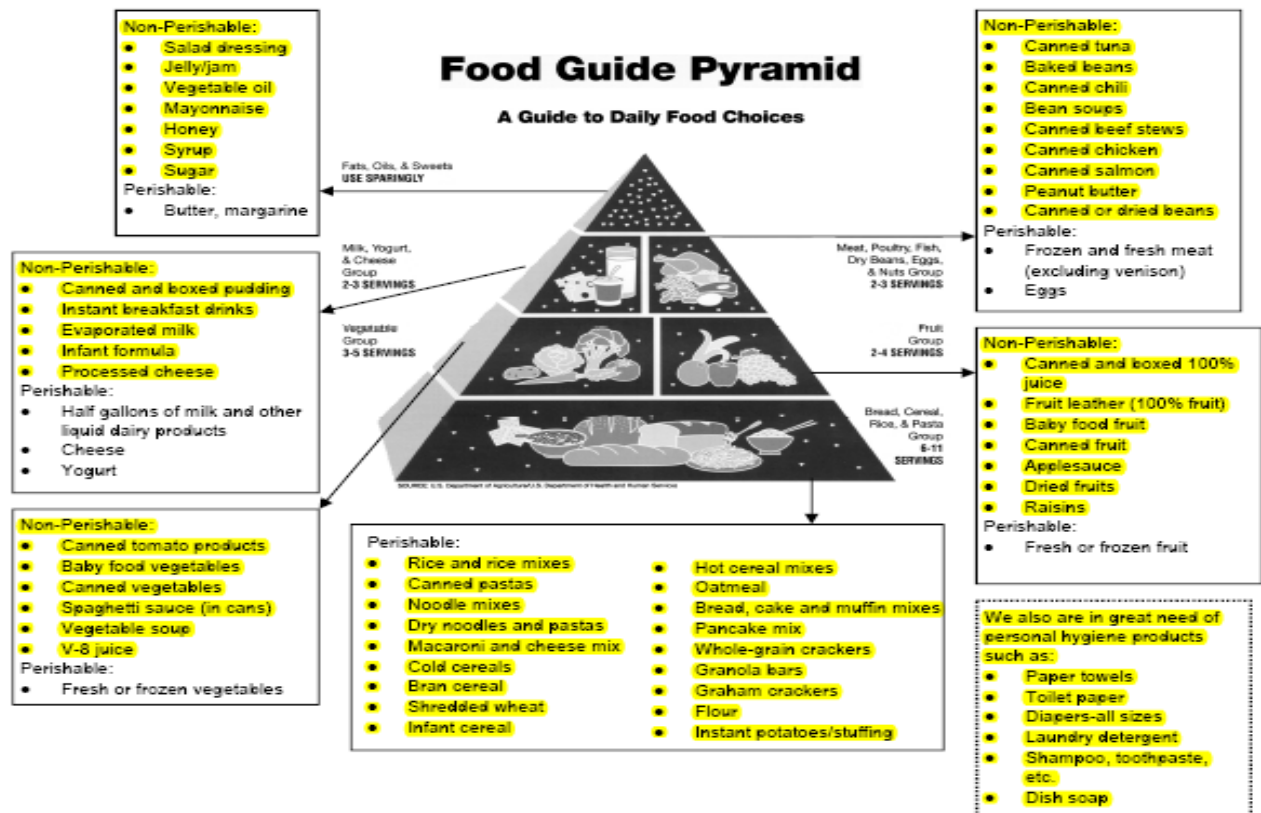 Food Guide Pyramid
A Guide to Daily Food Choices
Non-Perishable:
• Salad dressing
• Jelly/jam
• Vegetable oil
• Mayonnaise
• Honey
• Syrup
• Sugar
Perishable:
• Butter, margarine
Fats, Oils, & Sweets
USE SPARINGLY
Non-Perishable:
• Canned tuna
• Baked beans
• Canned chili
• Bean soups
• Canned beef stews
• Canned chicken
• Canned salmon
• Peanut butter
• Canned or dried beans
Perishable:
• Frozen and fresh meat
(excluding venison)
• Eggs
Milk, Yogurt,
& Cheese
Group
2-3 SERVINGS
Meat, Poultry, Fish,
Dry Beans, Eggs,
& Nuts Group
2-3 SERVINGS
Non-Perishable:
• Canned and boxed pudding
• Instant breakfast drinks
• Evaporated milk
• Infant formula
• Processed cheese
Perishable:
• Half gallons of milk and other
liquid dairy products
• Cheese
• Yogurt
Vegetable
Group
3-5 SERVINGS
Fruit
Group
2-4 SERVINGS
Non-Perishable:
• Canned and boxed 100%
juice
• Fruit leather (100% fruit)
• Baby food fruit
• Canned fruit
• Applesauce
• Dried fruits
• Raisins
Perishable:
• Fresh or frozen fruit
Bread, Cereal,
Rice, & Pasta
Group
6-11
SERVINGS
SOURCE: U.S. Department of Agriculture/U.S. Department of Health and Human Services
Non-Perishable:
• Canned tomato products
• Baby food vegetables
• Canned vegetables
• Spaghetti sauce (in cans)
• Vegetable soup
• V-8 juice
Perishable:
• Fresh or frozen vegetables
Perishable:
• Rice and rice mixes
• Canned pastas
• Noodle mixes
• Dry noodles and pastas
• Macaroni and cheese mix
• Cold cereals
• Bran cereal
• Shredded wheat
• Infant cereal
• Hot cereal mixes
• Oatmeal
• Bread, cake and muffin mixes
• Pancake mix
• Whole-grain crackers
• Granola bars
• Graham crackers
• Flour
• Instant potatoes/stuffing
We also are in great need of
personal hygiene products
such as:
• Paper towels
• Toilet paper
• Diapers-all sizes
• Laundry detergent
• Shampoo, toothpaste,
etc.
• Dish soap